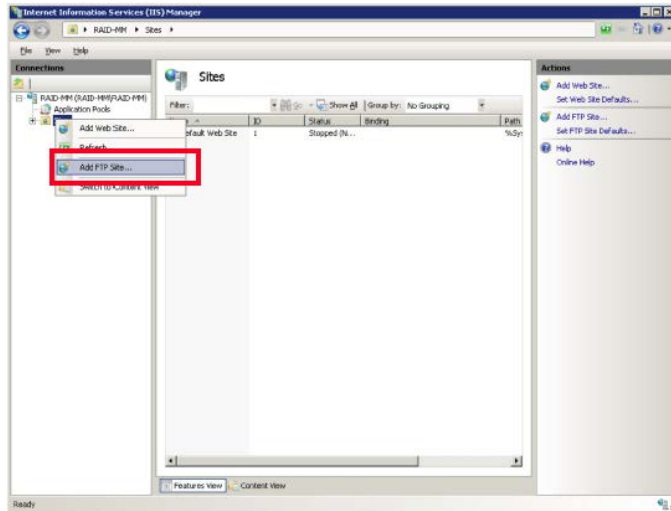 Internet Information Services (IIS) Manager
RAID-MM ▸ Sites ▸
File View Help
Connections
RAID-MM (RAID-MM\RAID-MM)
Application Pools
Add Web Site...
Refresh
Add FTP Site...
Switch to Content View
Sites
Filter: Go Show All Group by: No Grouping
ID Status Binding Path
Default Web Site 1 Stopped (N... %Sy
Features View Content View
Actions
Add Web Site...
Set Web Site Defaults...
Add FTP Site...
Set FTP Site Defaults...
Help
Online Help
Ready